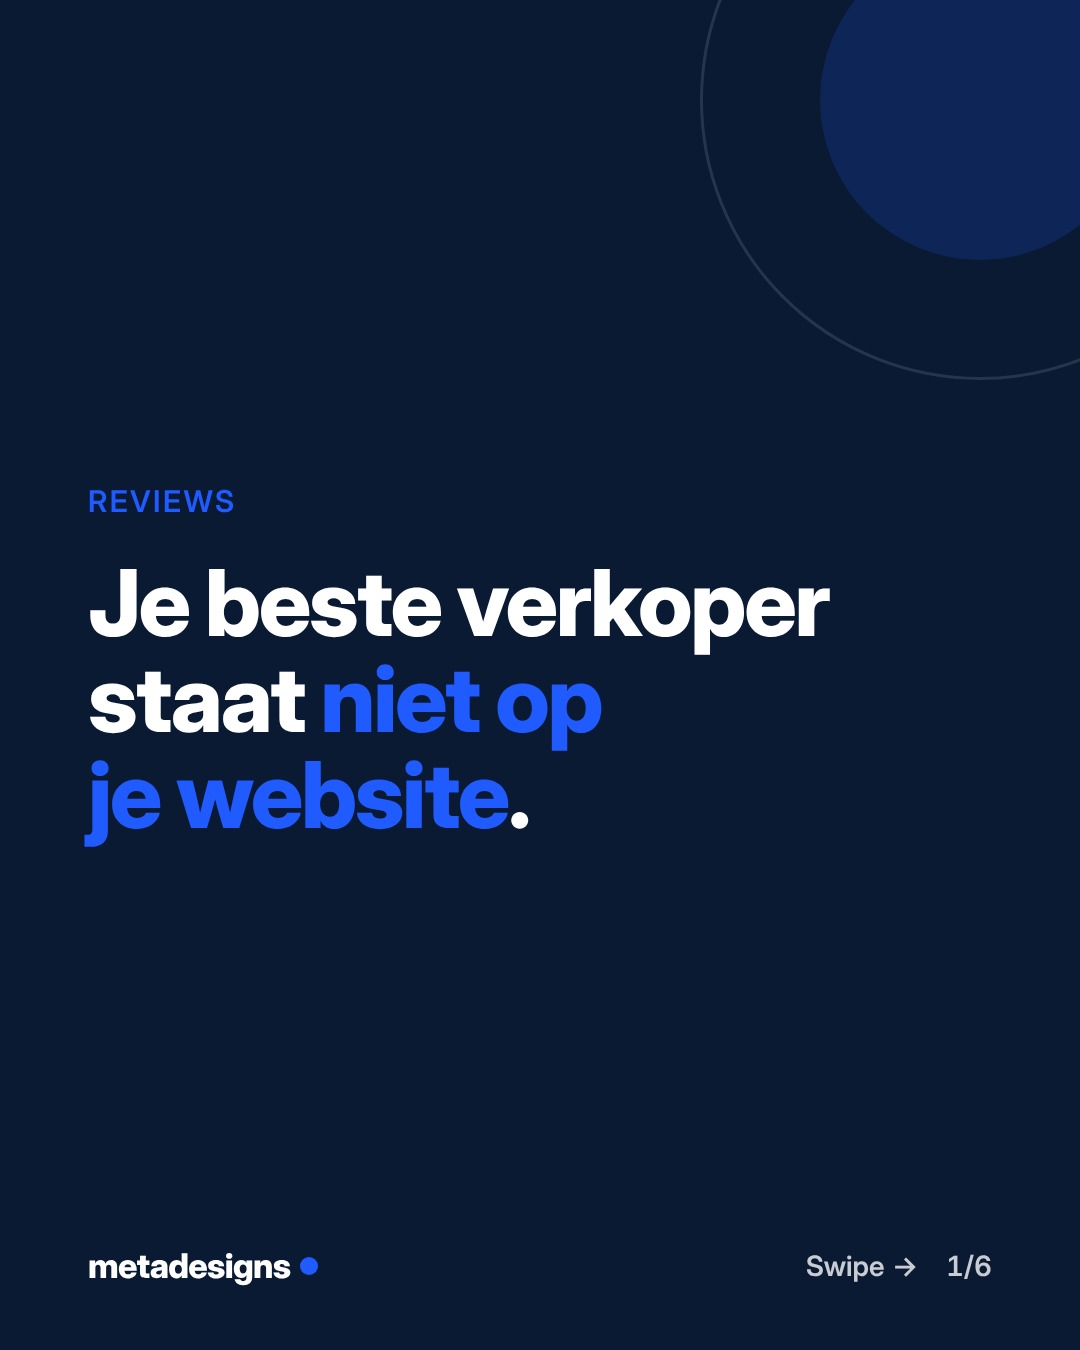 REVIEWS
Je beste verkoper
staat niet op
je website.
metadesigns
Swipe → 1/6